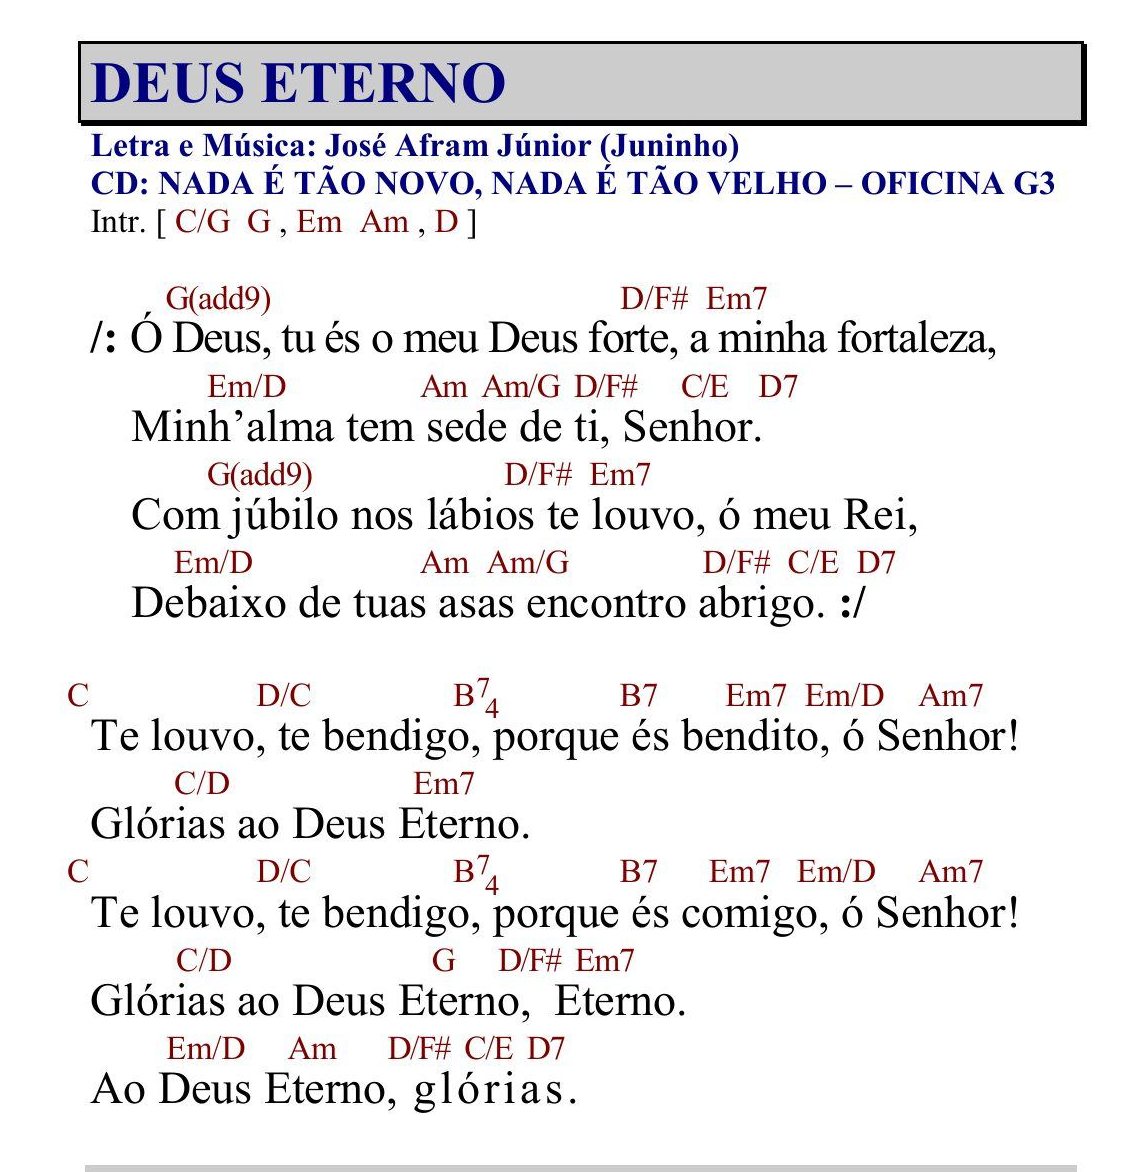 DEUS ETERNO
Letra e Música: José Afram Júnior (Juninho)
CD: NADA É TÃO NOVO, NADA É TÃO VELHO – OFICINA G3
Intr. [ C/G G , Em Am , D ]
G(add9) D/F# Em7
/: Ó Deus, tu és o meu Deus forte, a minha fortaleza,
Em/D Am Am/G D/F# C/E D7
Minh’alma tem sede de ti, Senhor.
G(add9) D/F# Em7
Com júbilo nos lábios te louvo, ó meu Rei,
Em/D Am Am/G D/F# C/E D7
Debaixo de tuas asas encontro abrigo. :/
C D/C B⁷₄ B7 Em7 Em/D Am7
Te louvo, te bendigo, porque és bendito, ó Senhor!
C/D Em7
Glórias ao Deus Eterno.
C D/C B⁷₄ B7 Em7 Em/D Am7
Te louvo, te bendigo, porque és comigo, ó Senhor!
C/D G D/F# Em7
Glórias ao Deus Eterno, Eterno.
Em/D Am D/F# C/E D7
Ao Deus Eterno, glórias.